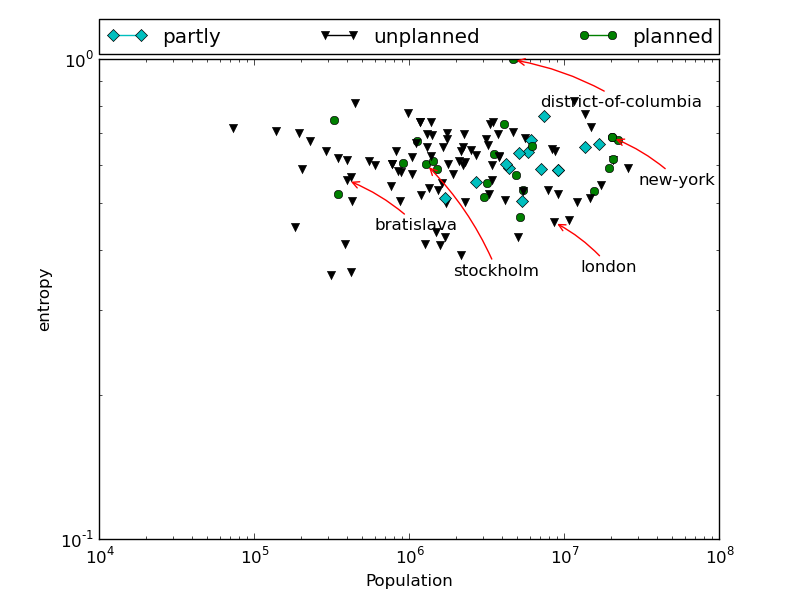 partly unplanned planned
10^0
district-of-columbia
new-york
bratislava
stockholm
london
entropy
10^-1
10^4 10^5 10^6 10^7 10^8
Population